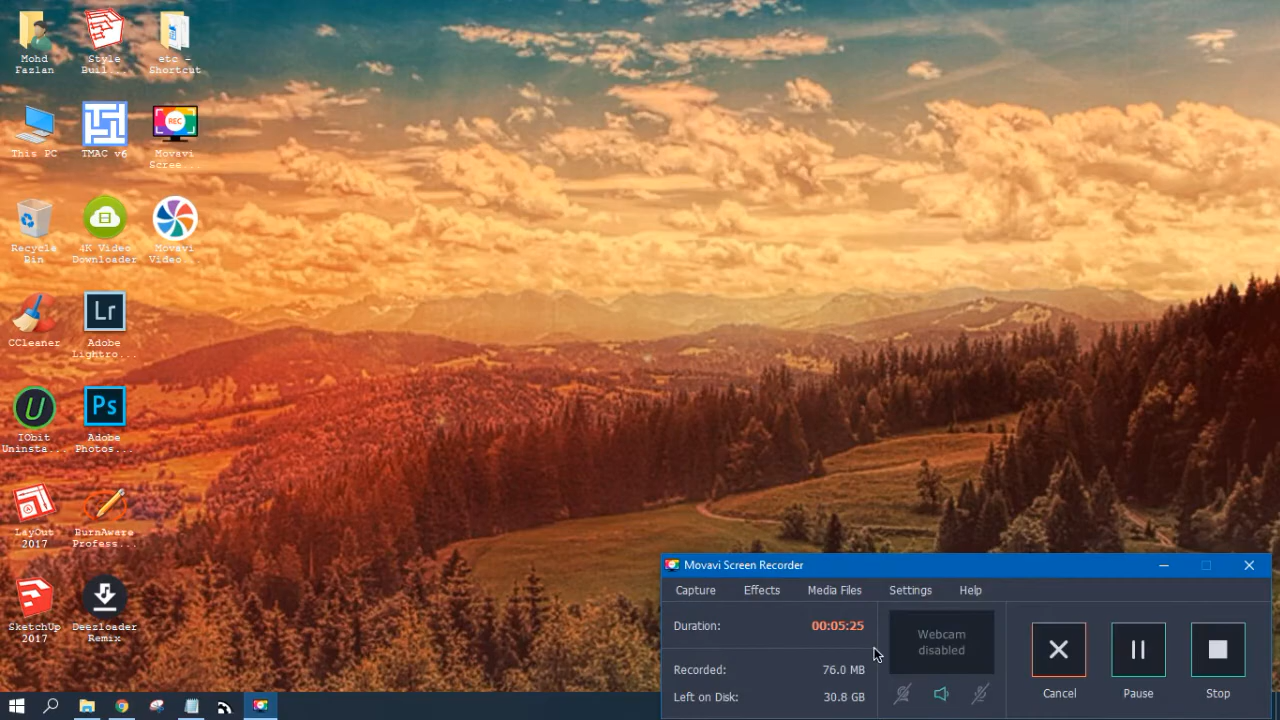 Mohd
Fazlan
Style
Buil...
etc -
Shortcut
This PC
TMAC v6
REC
Movavi
Scree...
Recycle
Bin
4K Video
Downloader
Movavi
Video...
CCleaner
Lr
Adobe
Lightro...
IObit
Uninsta...
Ps
Adobe
Photos...
LayOut
2017
BurnAware
Profess...
SketchUp
2017
Deezloader
Remix
Movavi Screen Recorder
Capture Effects Media Files Settings Help
Duration: 00:05:25
Webcam
disabled
Recorded: 76.0 MB
Left on Disk: 30.8 GB
Cancel Pause Stop